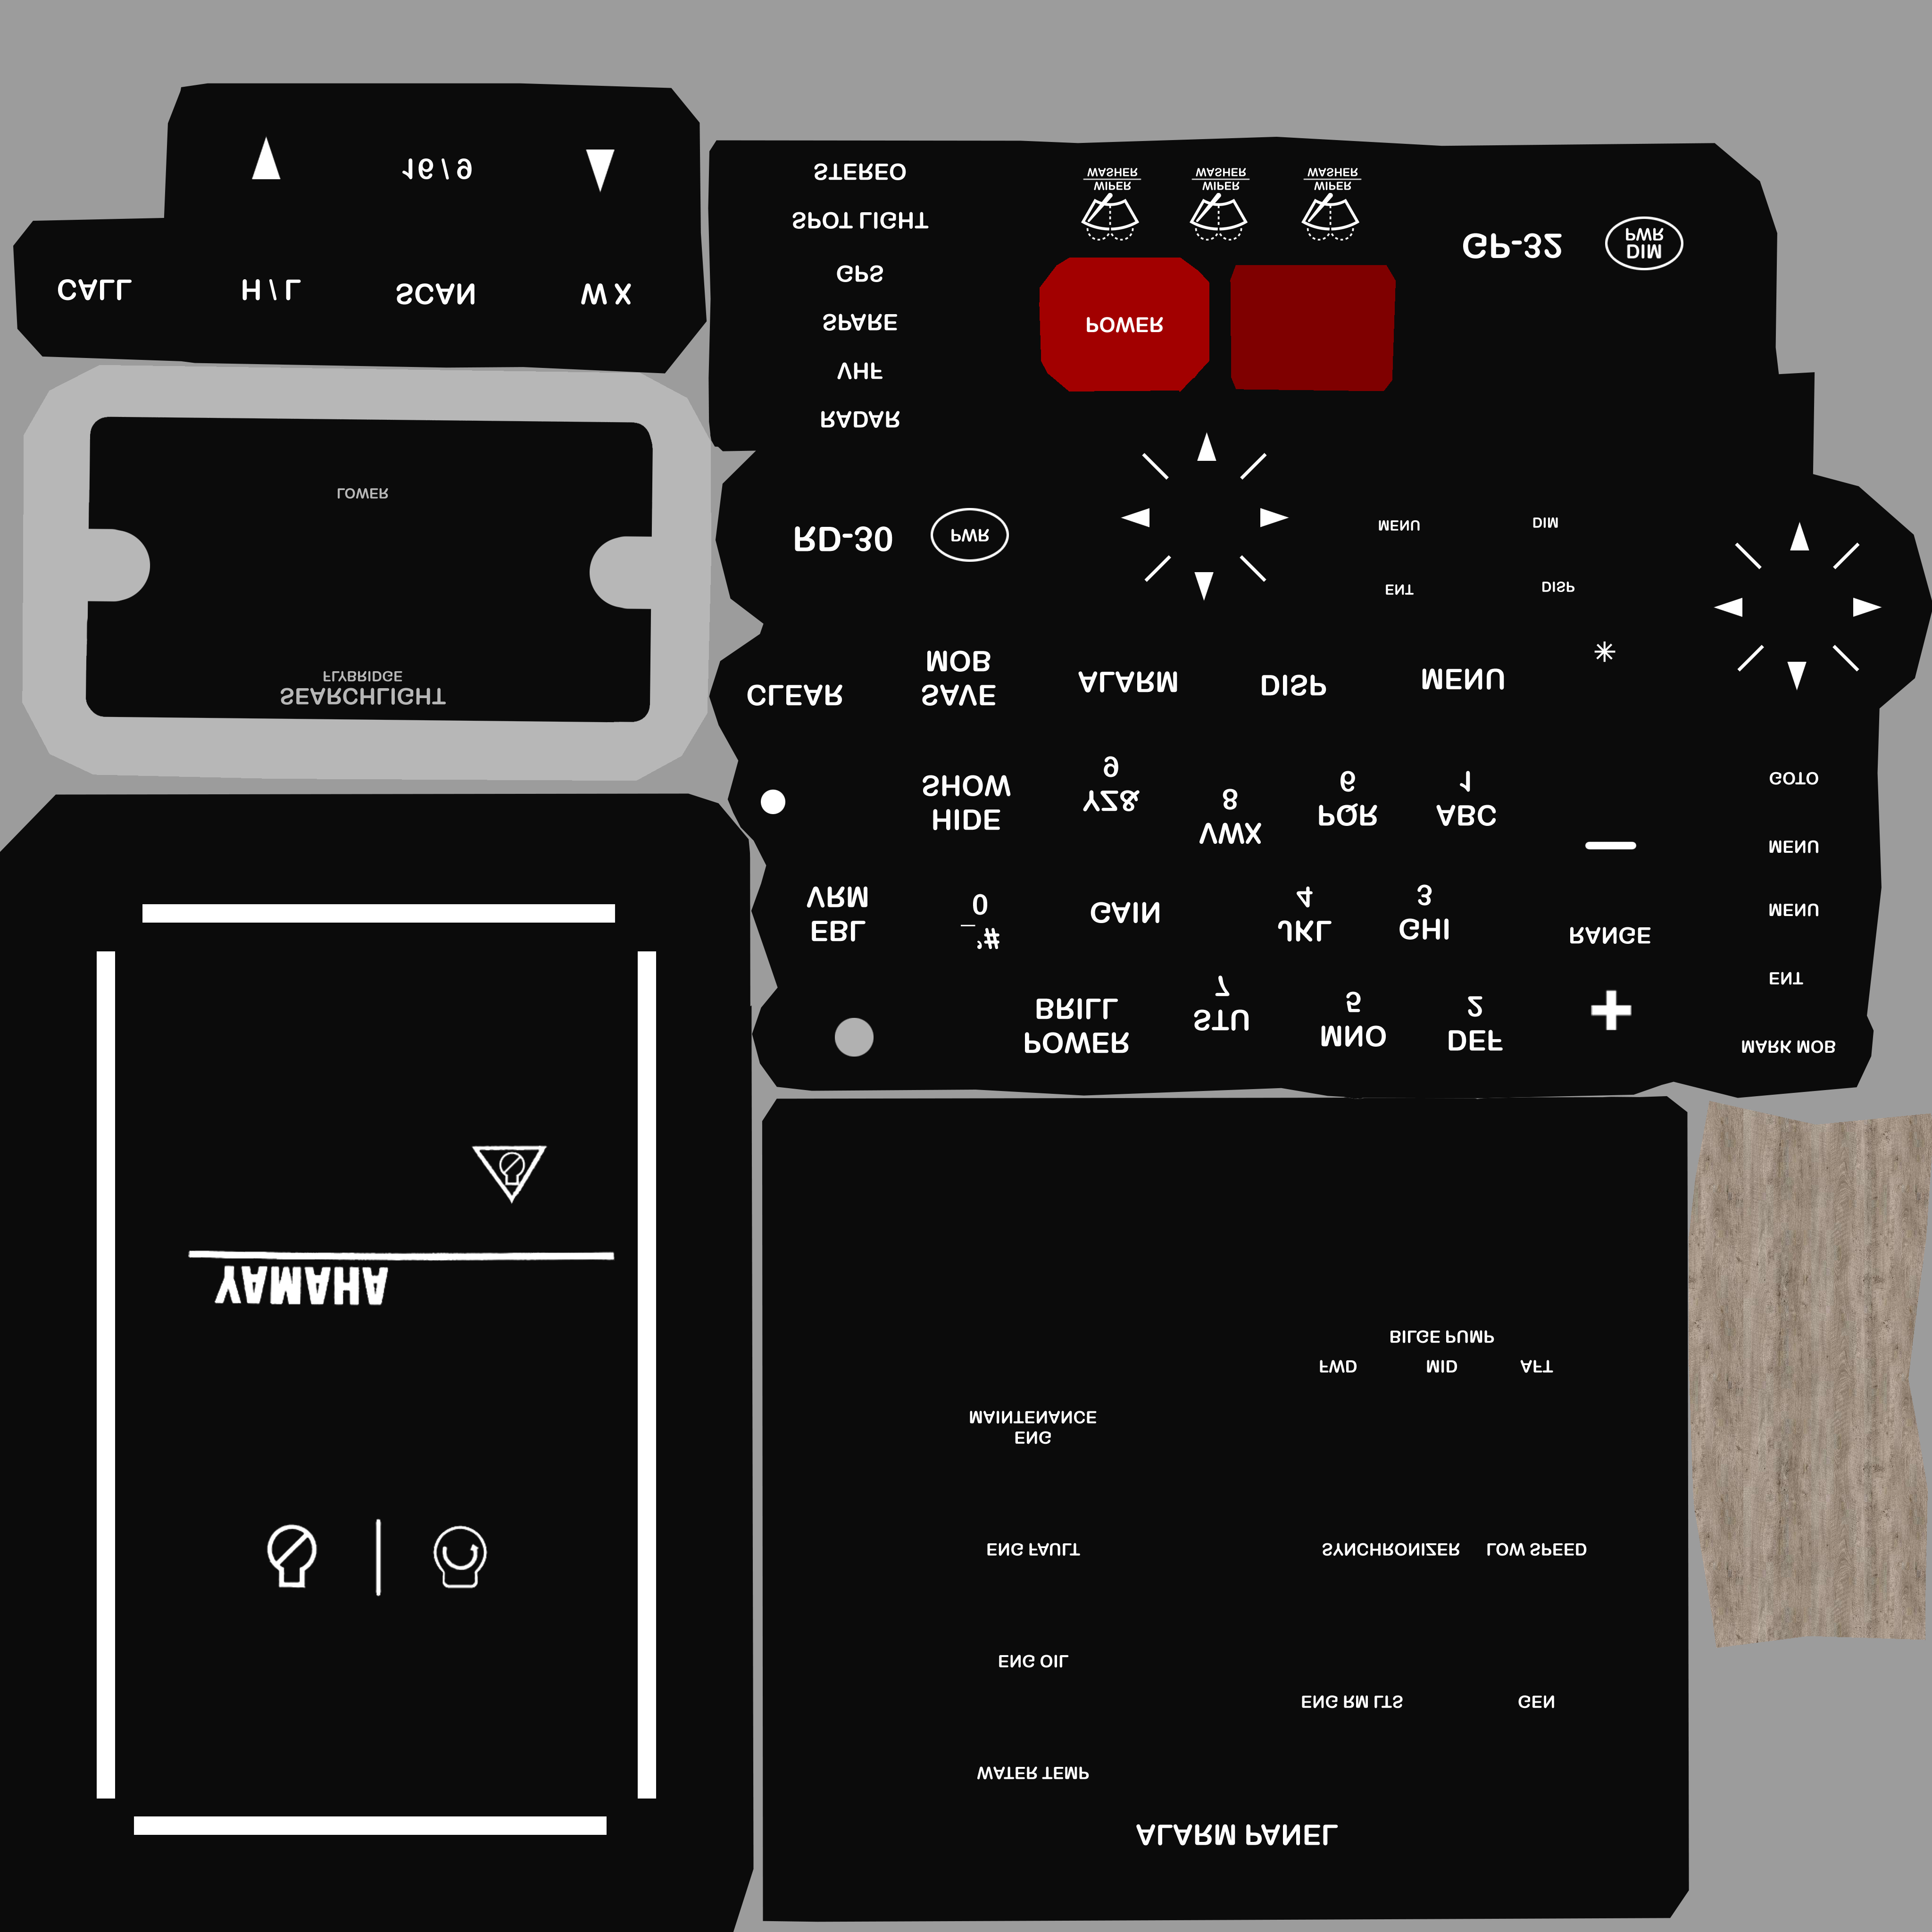 ALARM PANEL
WATER TEMP
ENG RM LTS
GEN
ENG OIL
ENG FAULT
SYNCHRONIZER
LOW SPEED
ENG
MAINTENANCE
FWD
MID
AFT
BILGE PUMP
YAMAHA
POWER
BRILL
STU
7
MNO
5
DEF
2
MARK MOB
ENT
EBL
VRM
'#
_0
GAIN
JKL
4
GHI
3
RANGE
MENU
MENU
HIDE
SHOW
YZ&
9
VWX
8
PQR
6
ABC
1
GOTO
CLEAR
SAVE
MOB
ALARM
DISP
MENU
SEARCHLIGHT
FLYBRIDGE
LOWER
RD-30
PWR
ENT
DISP
MENU
DIM
RADAR
VHF
SPARE
GPS
SPOT LIGHT
STEREO
POWER
WIPER
WASHER
WIPER
WASHER
WIPER
WASHER
GP-32
DIM
PWR
CALL
H/L
SCAN
WX
16/9